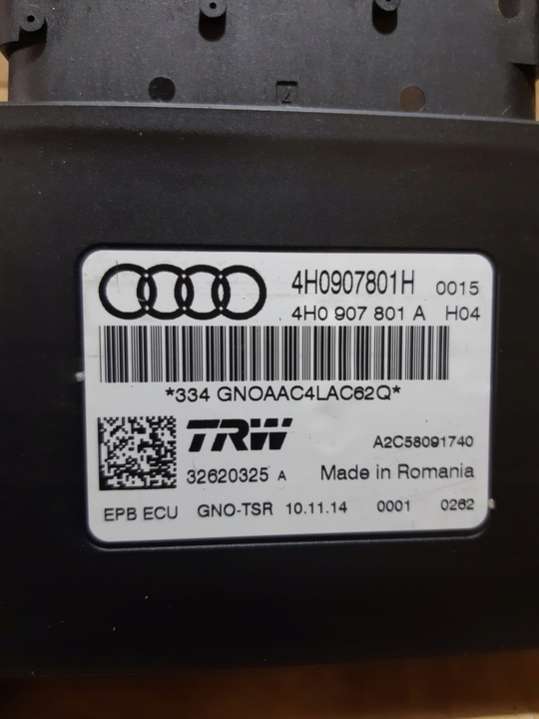 4H0907801H 0015
4H0 907 801 A H04
*334 GNOAAC4LAC62Q*
TRW
A2C58091740
32620325 A Made in Romania
EPB ECU GNO-TSR 10.11.14 0001 0262